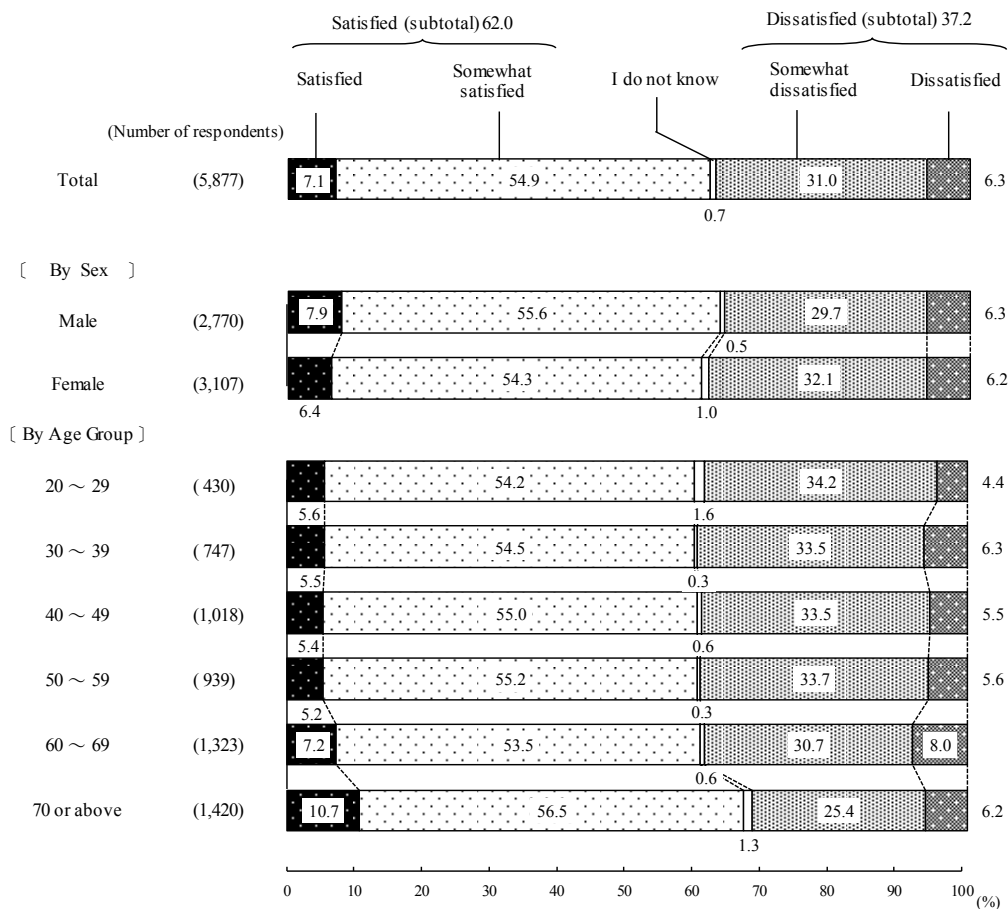 Satisfied (subtotal) 62.0
Dissatisfied (subtotal) 37.2
Satisfied
Somewhat satisfied
I do not know
Somewhat dissatisfied
Dissatisfied
(Number of respondents)
Total (5,877) 7.1 54.9 31.0 6.3
0.7
〔 By Sex 〕
Male (2,770) 7.9 55.6 29.7 6.3
0.5
Female (3,107) 54.3 32.1 6.2
6.4 1.0
〔 By Age Group 〕
20 ～ 29 ( 430) 54.2 34.2 4.4
5.6 1.6
30 ～ 39 (747) 54.5 33.5 6.3
5.5 0.3
40 ～ 49 (1,018) 55.0 33.5 5.5
5.4 0.6
50 ～ 59 ( 939) 55.2 33.7 5.6
5.2 0.3
60 ～ 69 (1,323) 7.2 53.5 30.7 8.0
0.6
70 or above (1,420) 10.7 56.5 25.4 6.2
1.3
0 10 20 30 40 50 60 70 80 90 100
(%)